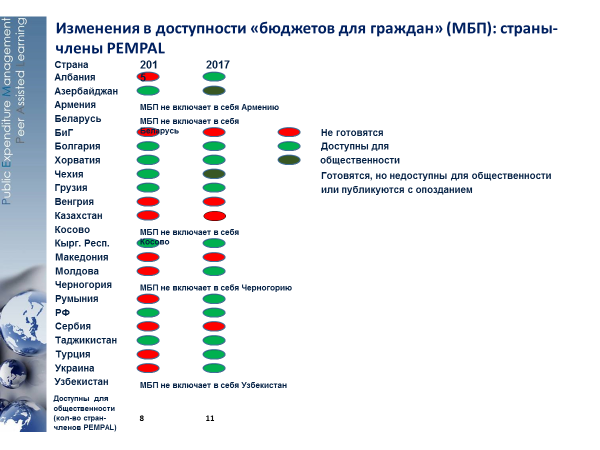 Изменения в доступности «бюджетов для граждан» (МБП): страны-
члены PEMPAL
Public Expenditure Management
Peer Assisted Learning
Страна 201 2017
Албания 5
Азербайджан
Армения МБП не включает в себя Армению
Беларусь МБП не включает в себя
Беларусь
БиГ
Болгария
Хорватия
Чехия
Грузия
Венгрия
Казахстан
Косово МБП не включает в себя
Косово
Кырг. Респ.
Македония
Молдова
Черногория МБП не включает в себя Черногорию
Румыния
РФ
Сербия
Таджикистан
Турция
Украина
Узбекистан МБП не включает в себя Узбекистан
Доступны для
общественности
(кол-во стран- 8 11
членов PEMPAL)
Не готовятся
Доступны для
общественности
Готовятся, но недоступны для общественности
или публикуются с опозданием